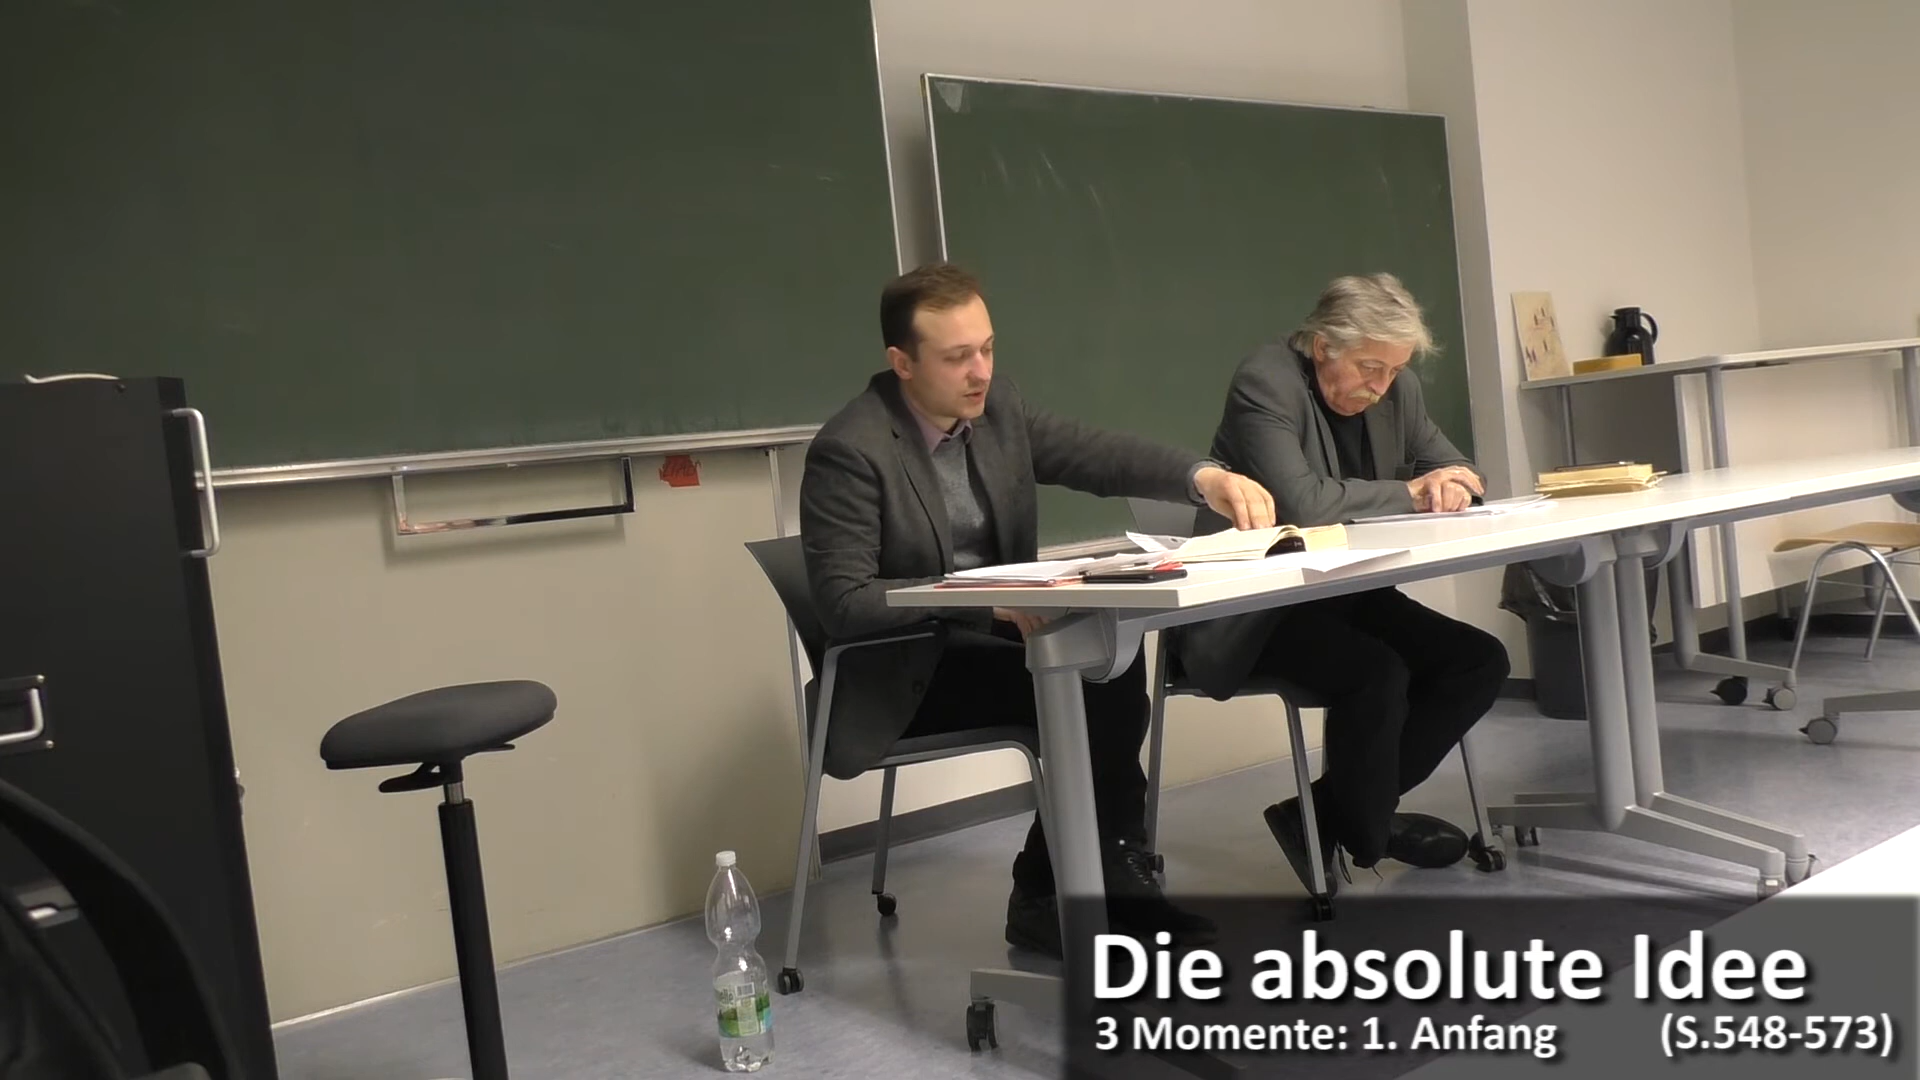 Die absolute Idee
3 Momente: 1. Anfang (S.548-573)